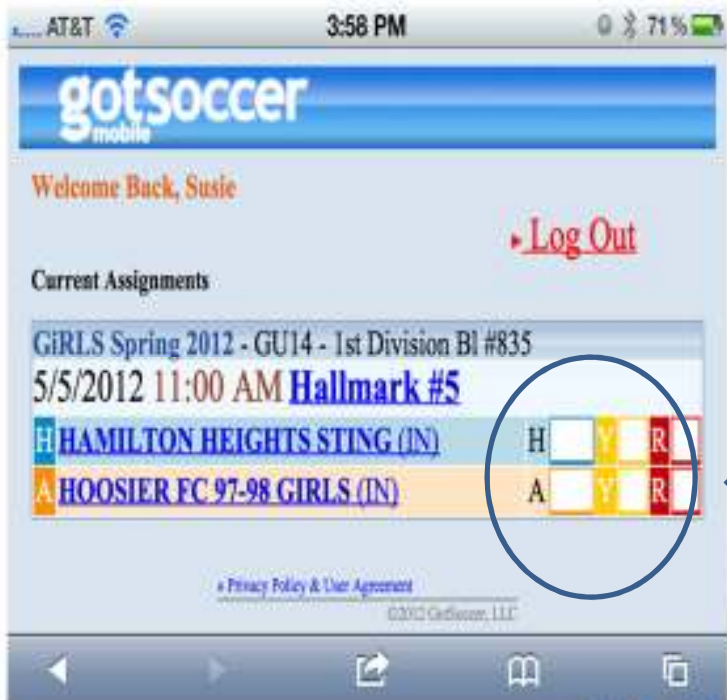 AT&T 3:58 PM 71%
gotsoccer
mobile
Welcome Back, Susie
Log Out
Current Assignments
GiRLS Spring 2012 - GU14 - 1st Division Bl #835
5/5/2012 11:00 AM Hallmark #5
H HAMILTON HEIGHTS STING (IN) H Y R
A HOOSIER FC 97-98 GIRLS (IN) A Y R
» Privacy Policy & User Agreement
©2012 GotSoccer, LLC